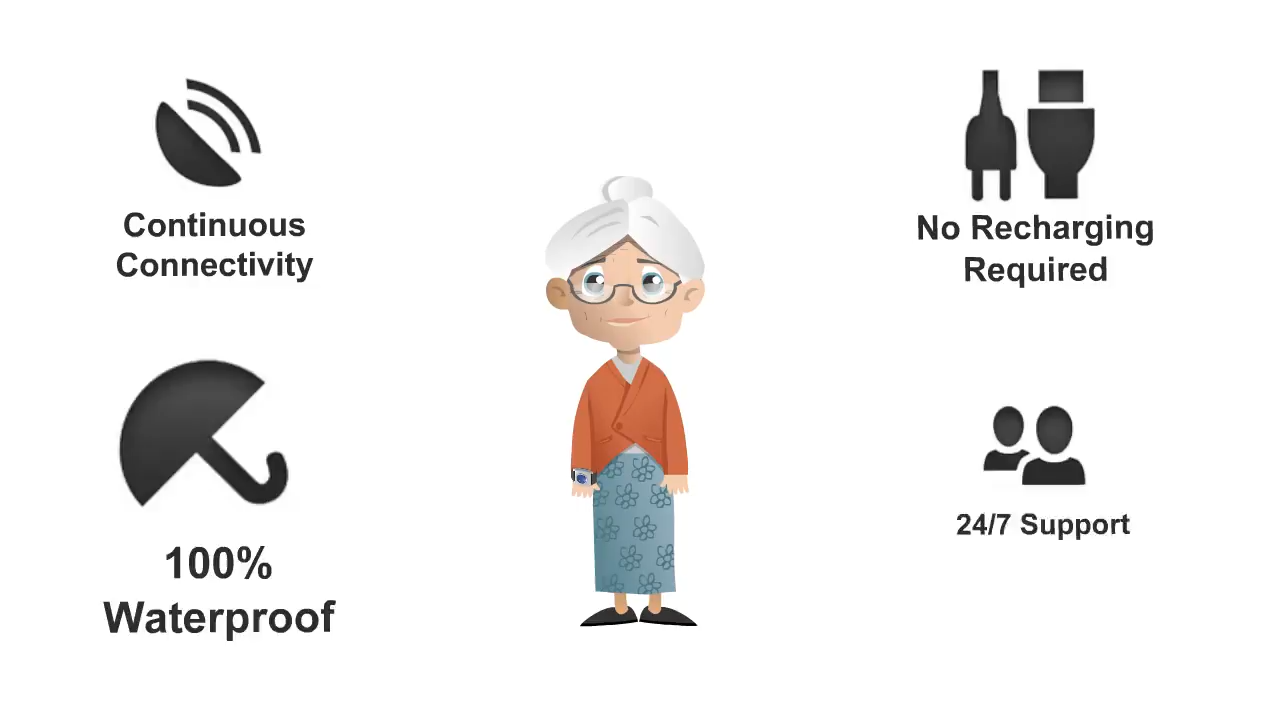 Continuous
Connectivity
No Recharging
Required
100%
Waterproof
24/7 Support